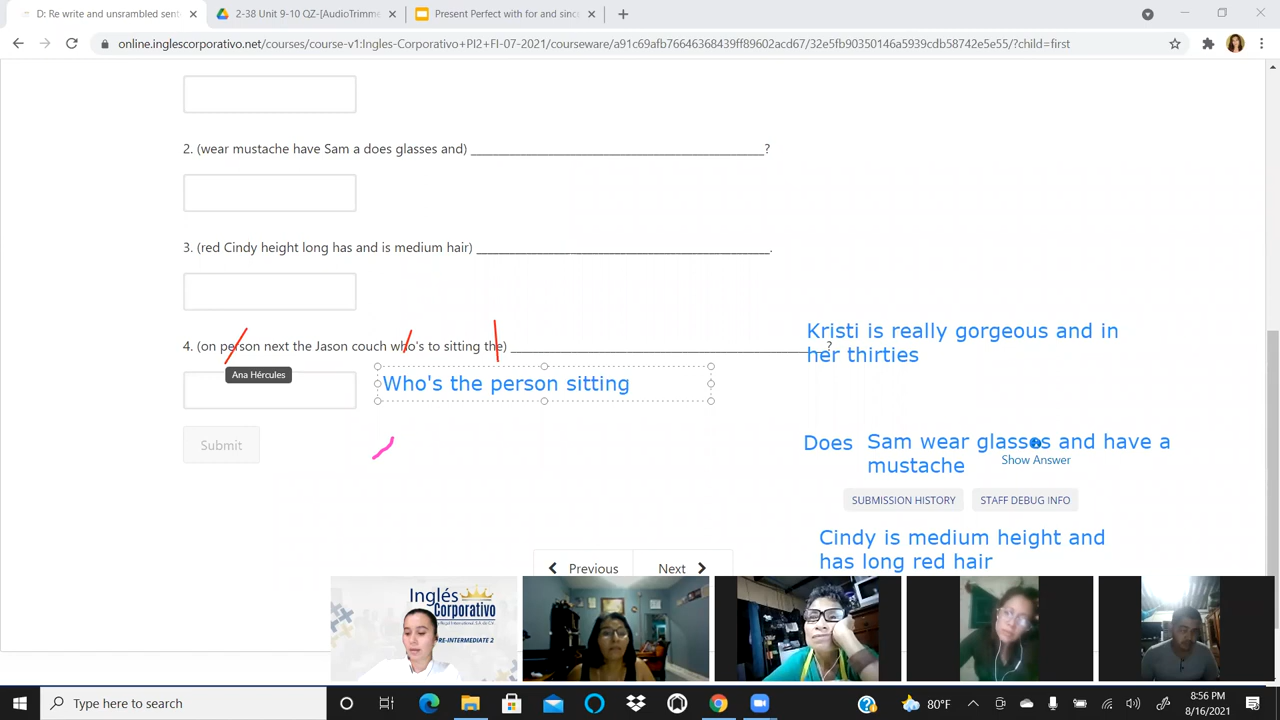 D: Re write and unsrambled sent
2-38 Unit 9-10 QZ-[AudioTrimme
Present Perfect with for and sinc
online.inglescorporativo.net/courses/course-v1:Ingles-Corporativo+PI2+FI-07-2021/courseware/a91c69afb76646368439ff89602acd67/32e5fb90350146a5939cdb58742e5e55/?child=first
2. (wear mustache have Sam a does glasses and) ______________________________________________?
3. (red Cindy height long has and is medium hair) ______________________________________________.
4. (on person next the Jason couch who's to sitting the) ______________________________________________?
Ana Hércules
Who's the person sitting
Kristi is really gorgeous and in
her thirties
Submit
Does Sam wear glasses and have a
mustache
Show Answer
SUBMISSION HISTORY
STAFF DEBUG INFO
Cindy is medium height and
has long red hair
Previous
Next
Inglés
Corporativo
PRE-INTERMEDIATE 2
Type here to search
80°F
8:56 PM
8/16/2021